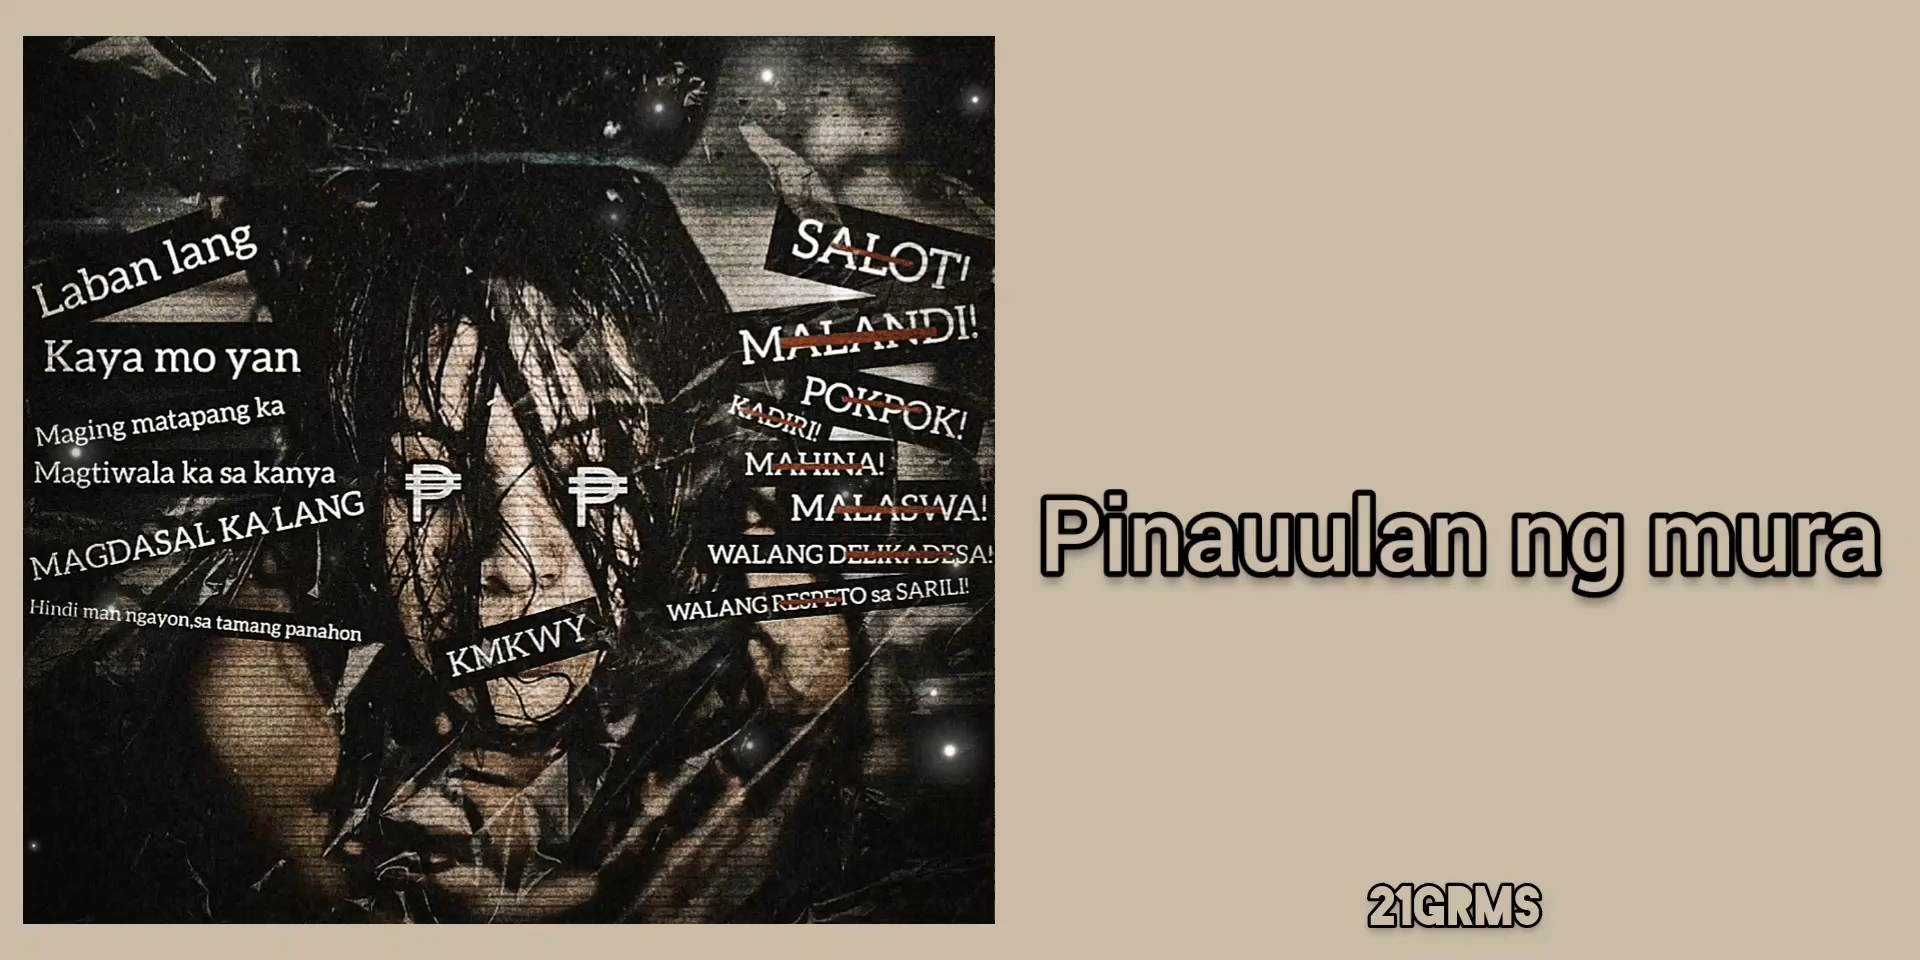 Laban lang
Kaya mo yan
Maging matapang ka
Magtiwala ka sa kanya
MAGDASAL KA LANG
Hindi man ngayon,sa tamang panahon
₱ ₱
KMKWY
SALOT!
MALANDI!
POKPOK!
KADIRI!
MAHINA!
MALASWA!
WALANG DELIKADESA!
WALANG RESPETO sa SARILI!
Pinauulan ng mura
21GRMS